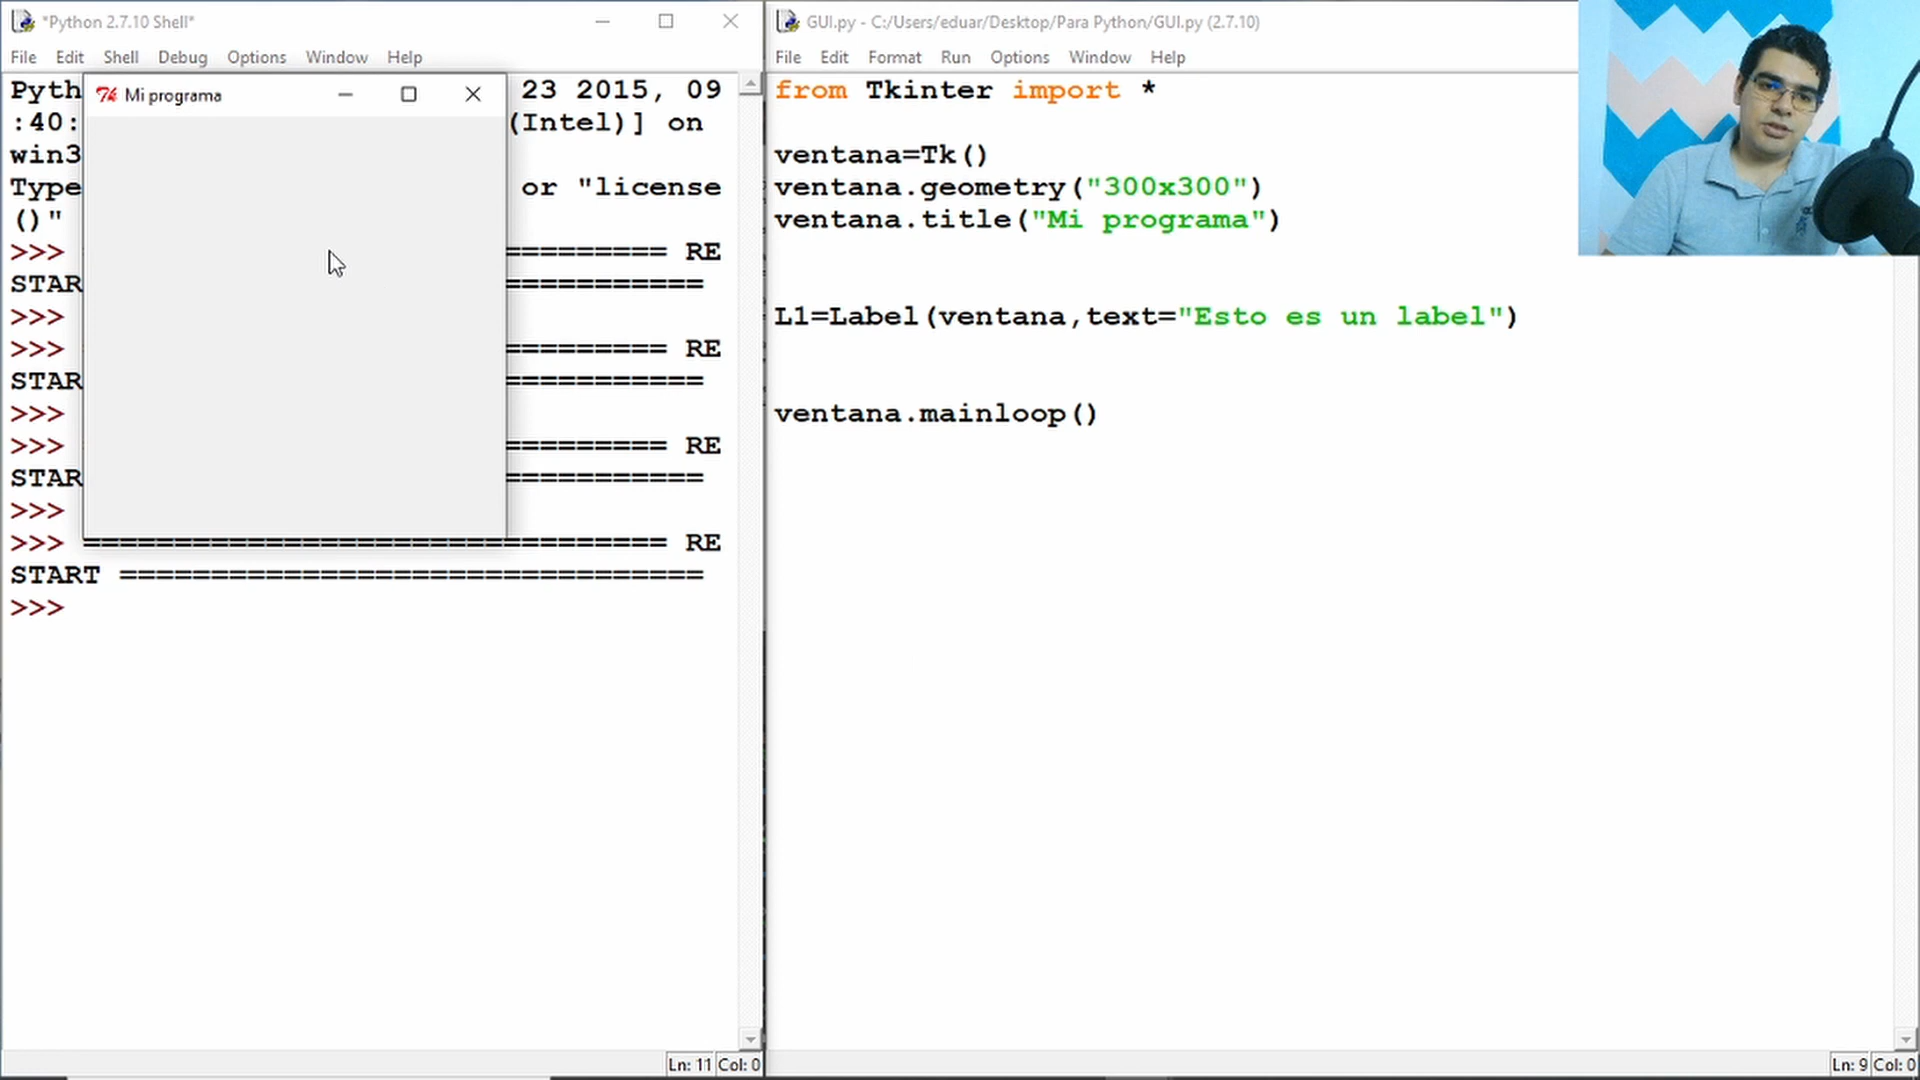 *Python 2.7.10 Shell*
File Edit Shell Debug Options Window Help
Pyth 23 2015, 09
:40: (Intel)] on
win3
Type or "license
()"
>>> ========= RE
STAR ===========
>>>
>>> ========= RE
STAR ===========
>>>
>>> ========= RE
STAR ===========
>>>
>>> ================================ RE
START ================================
>>>
Ln: 11 Col: 0
Mi programa
GUI.py - C:/Users/eduar/Desktop/Para Python/GUI.py (2.7.10)
File Edit Format Run Options Window Help
from Tkinter import *
ventana=Tk()
ventana.geometry("300x300")
ventana.title("Mi programa")
L1=Label(ventana,text="Esto es un label")
ventana.mainloop()
Ln: 9 Col: 0